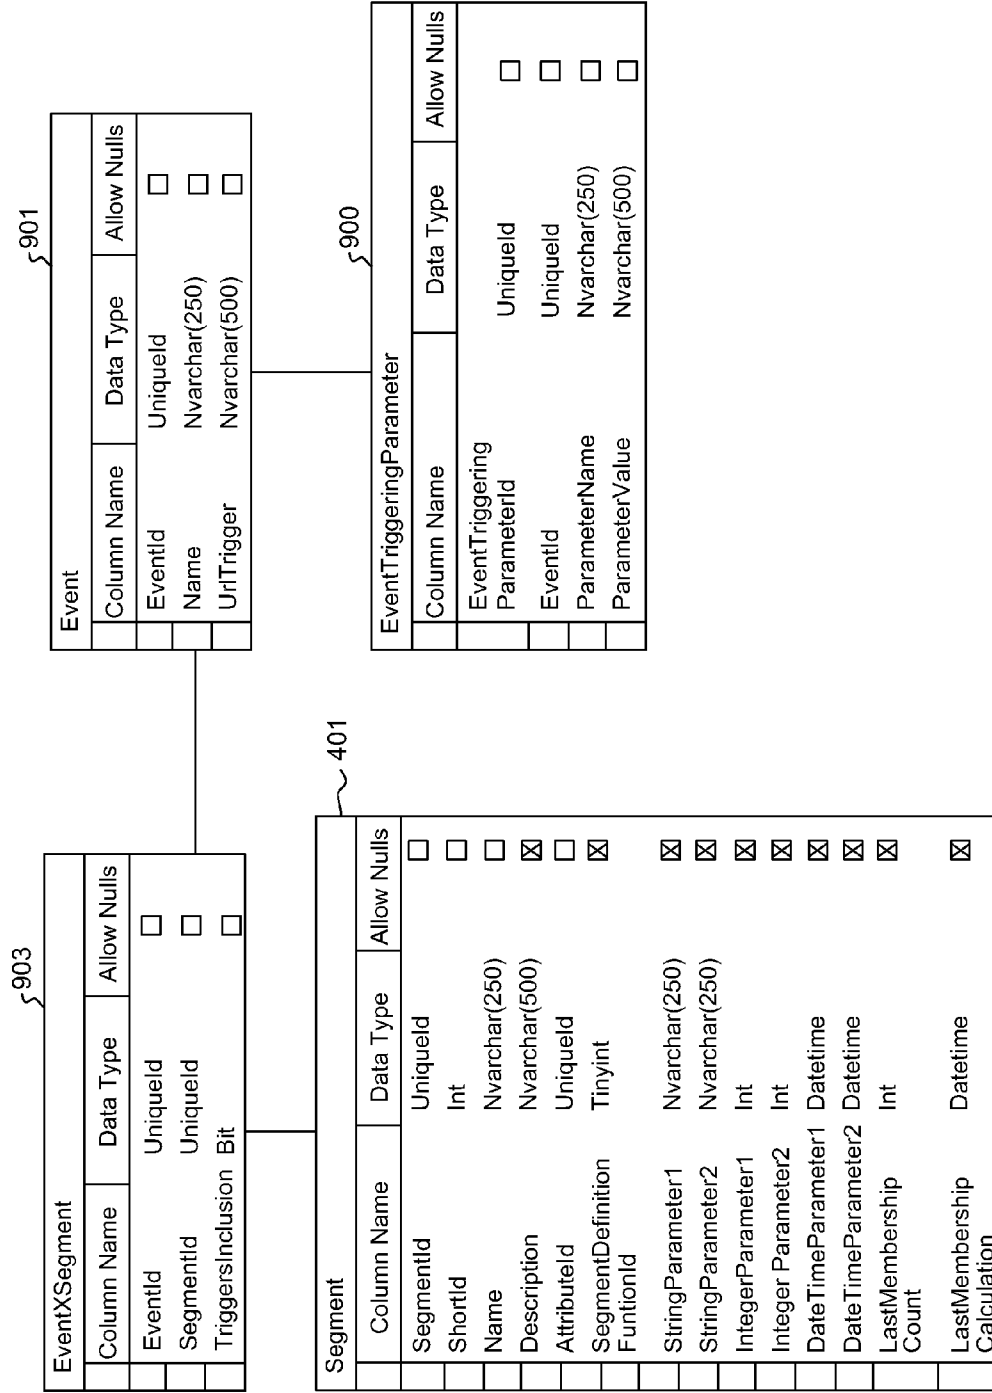 903
EventXSegment
Column Name Data Type Allow Nulls
EventId UniqueId
SegmentId UniqueId
TriggersInclusion Bit
901
Event
Column Name Data Type Allow Nulls
EventId UniqueId
Name Nvarchar(250)
UrlTrigger Nvarchar(500)
401
Segment
Column Name Data Type Allow Nulls
SegmentId UniqueId
ShortId Int
Name Nvarchar(250)
Description Nvarchar(500)
AttributeId UniqueId
SegmentDefinition Tinyint
FuntionId
StringParameter1 Nvarchar(250)
StringParameter2 Nvarchar(250)
IntegerParameter1 Int
Integer Parameter2 Int
DateTimeParameter1 Datetime
DateTimeParameter2 Datetime
LastMembership Int
Count
LastMembership Datetime
Calculation
900
EventTriggeringParameter
Column Name Data Type Allow Nulls
EventTriggering
ParameterId UniqueId
EventId UniqueId
ParameterName Nvarchar(250)
ParameterValue Nvarchar(500)